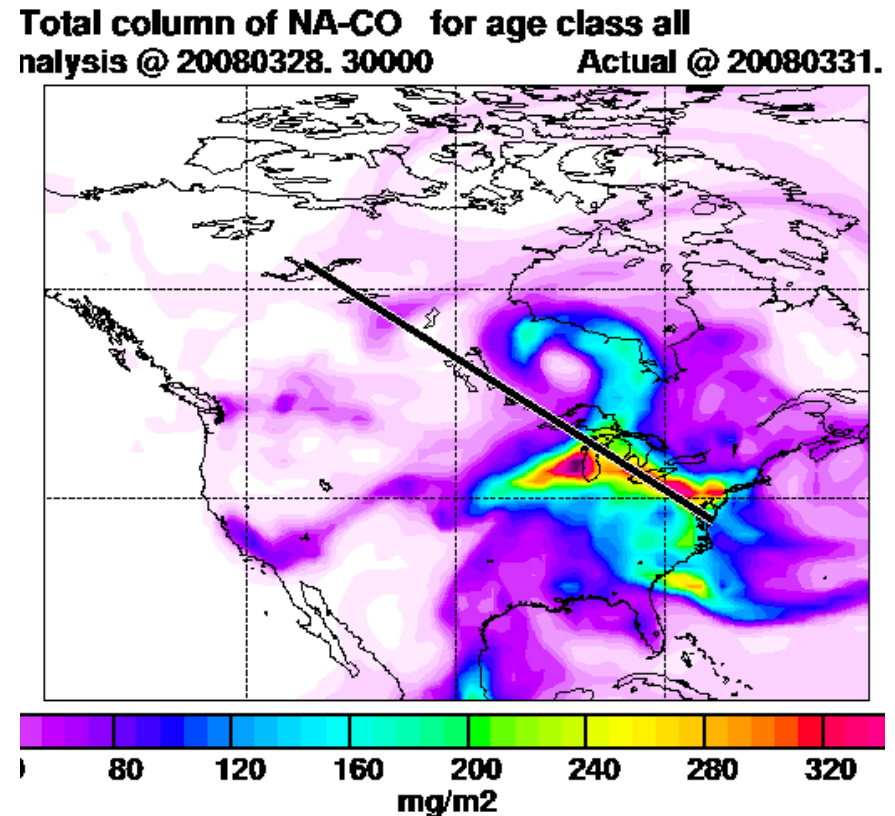 Total column of NA-CO for age class all
nalysis @ 20080328. 30000 Actual @ 20080331.
80 120 160 200 240 280 320
mg/m2